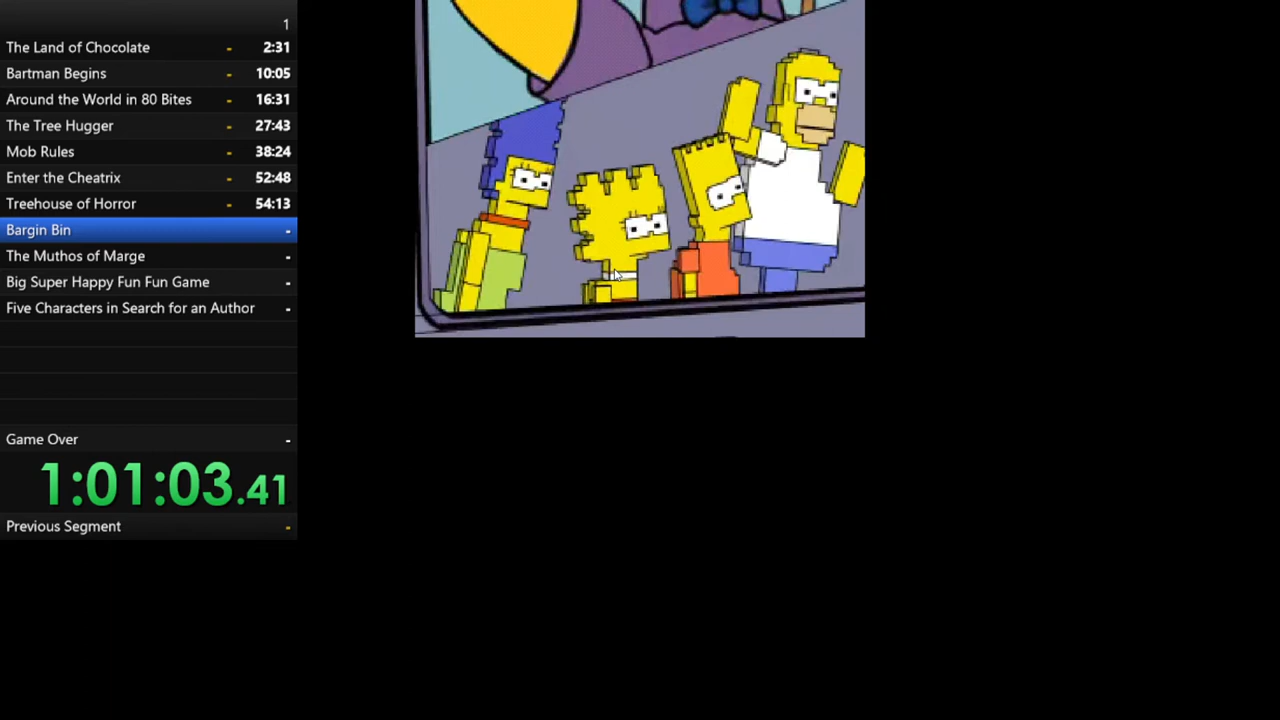 1
The Land of Chocolate - 2:31
Bartman Begins - 10:05
Around the World in 80 Bites - 16:31
The Tree Hugger - 27:43
Mob Rules - 38:24
Enter the Cheatrix - 52:48
Treehouse of Horror - 54:13
Bargin Bin -
The Muthos of Marge -
Big Super Happy Fun Fun Game -
Five Characters in Search for an Author -
Game Over -
1:01:03.41
Previous Segment -